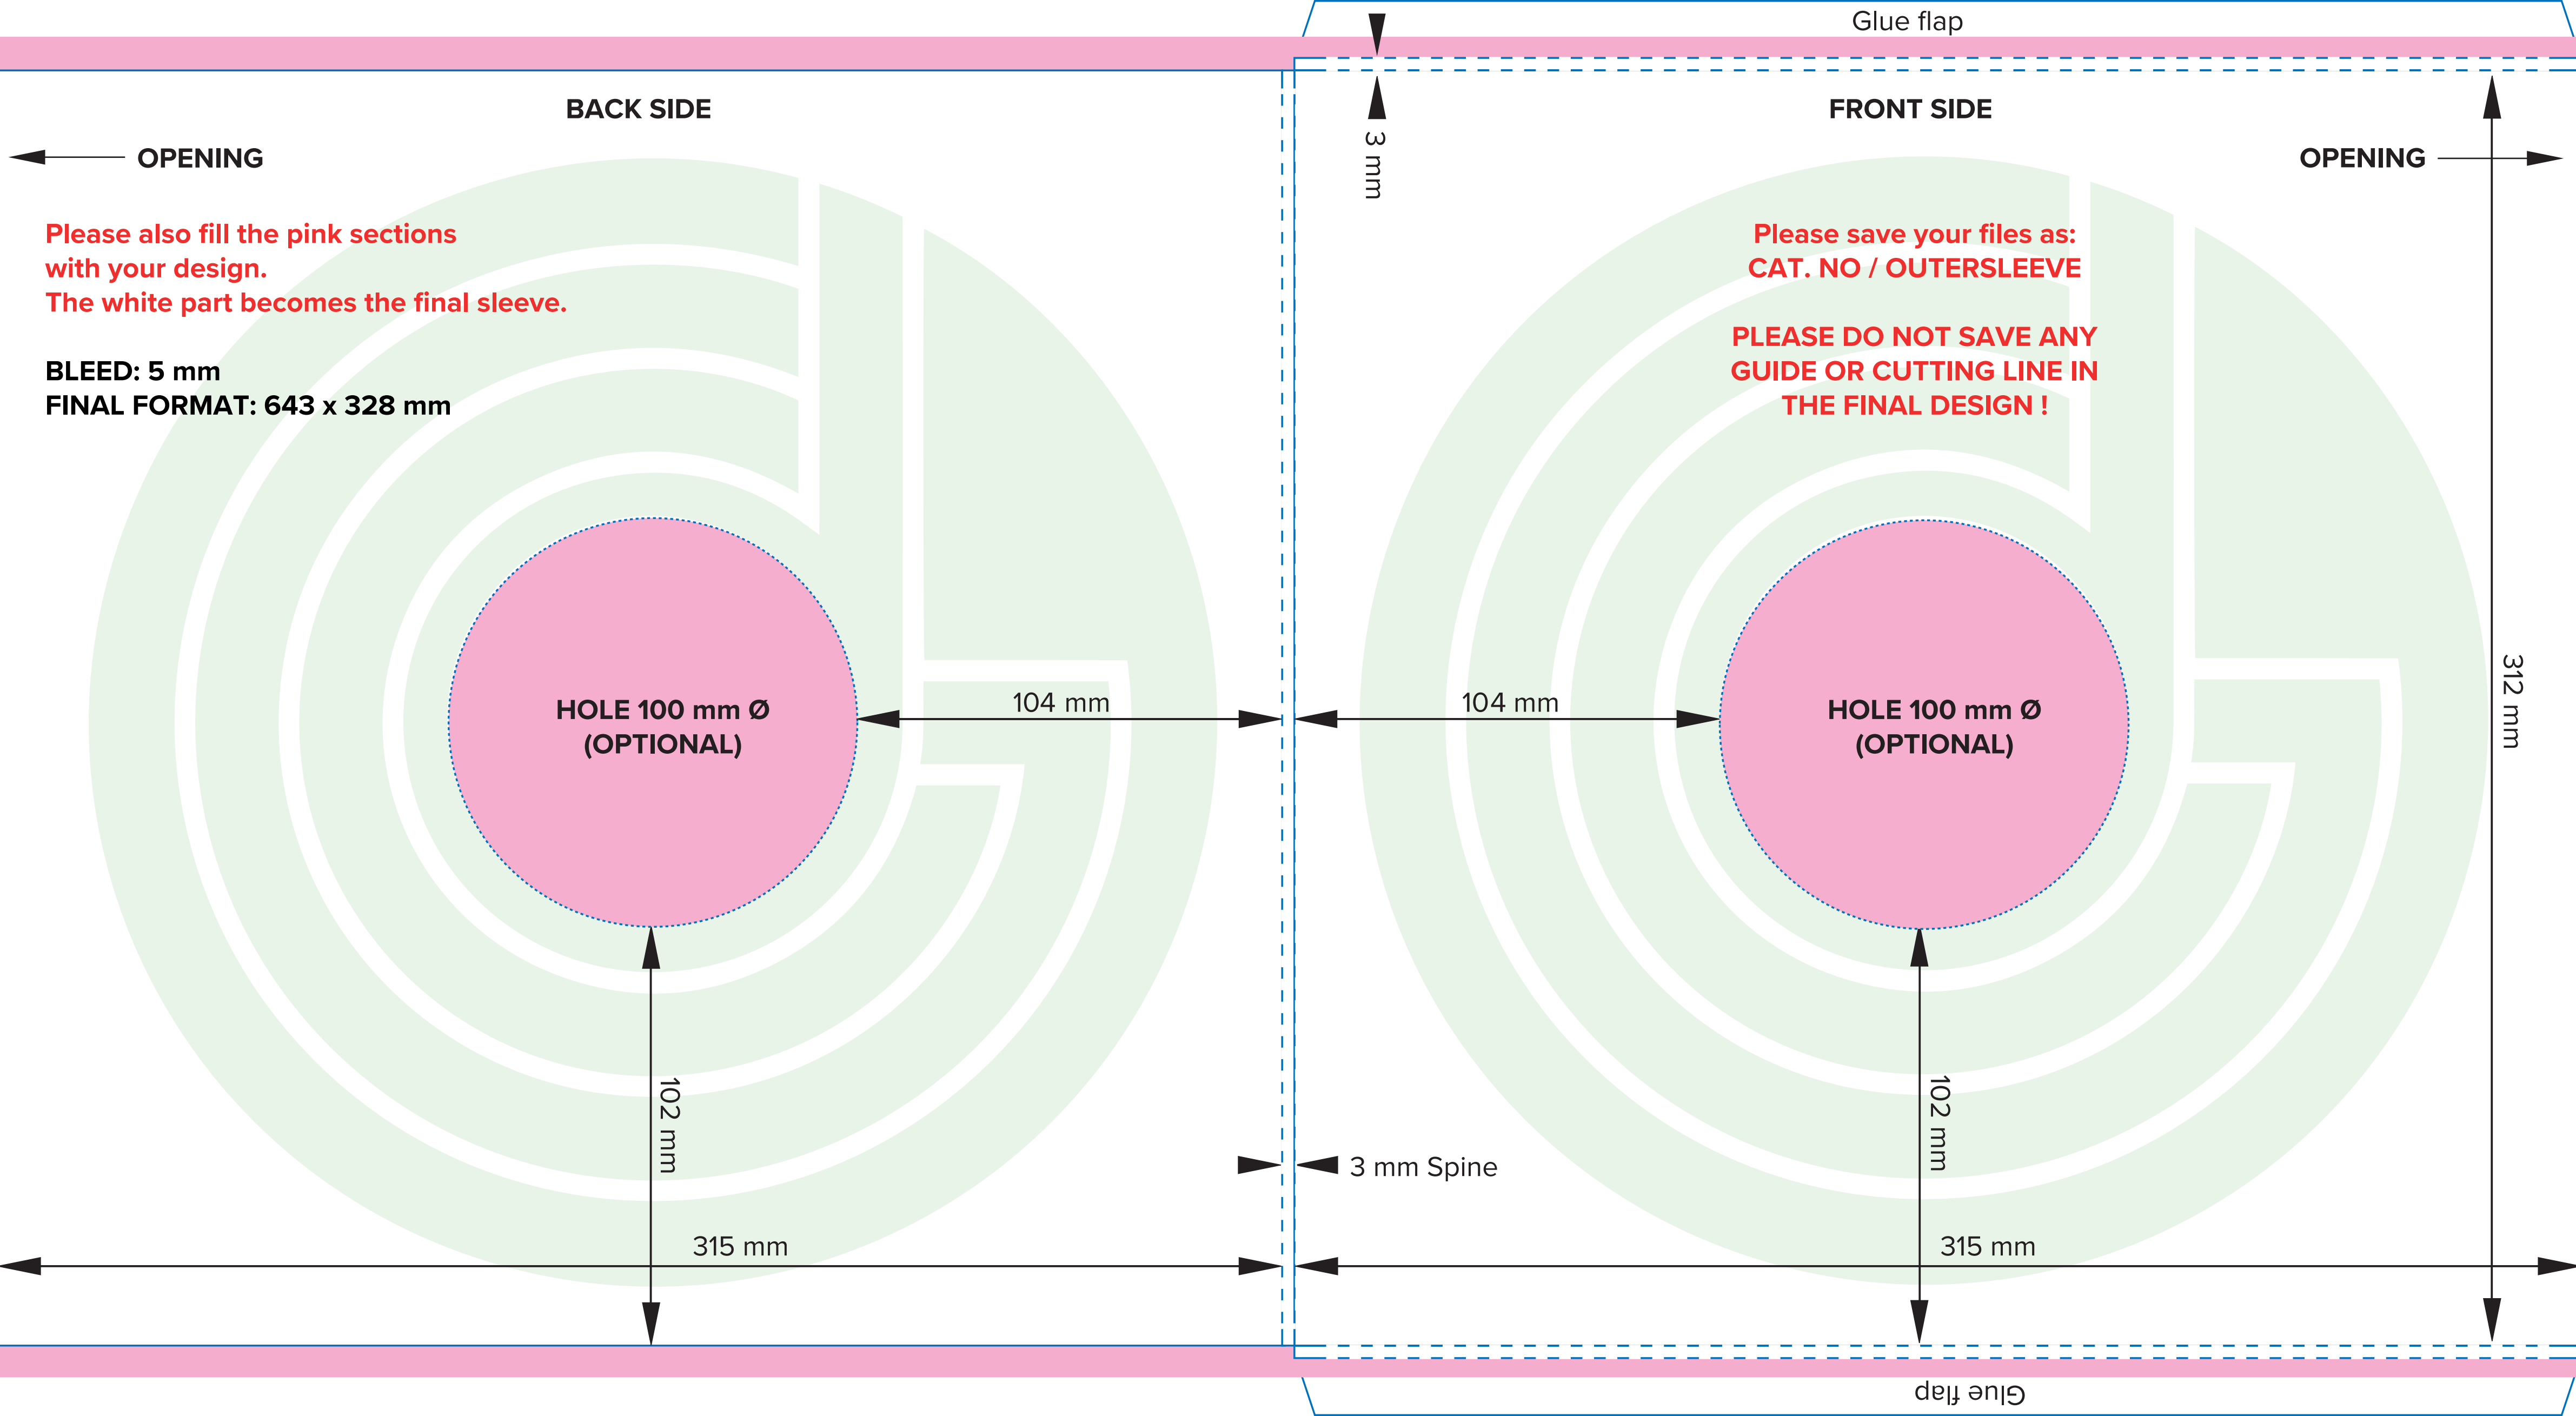 Glue flap
3 mm
BACK SIDE
FRONT SIDE
OPENING
OPENING
Please also fill the pink sections
with your design.
The white part becomes the final sleeve.
BLEED: 5 mm
FINAL FORMAT: 643 x 328 mm
Please save your files as:
CAT. NO / OUTERSLEEVE
PLEASE DO NOT SAVE ANY
GUIDE OR CUTTING LINE IN
THE FINAL DESIGN !
HOLE 100 mm Ø
(OPTIONAL)
104 mm
104 mm
HOLE 100 mm Ø
(OPTIONAL)
312 mm
102 mm
102 mm
3 mm Spine
315 mm
315 mm
Glue flap